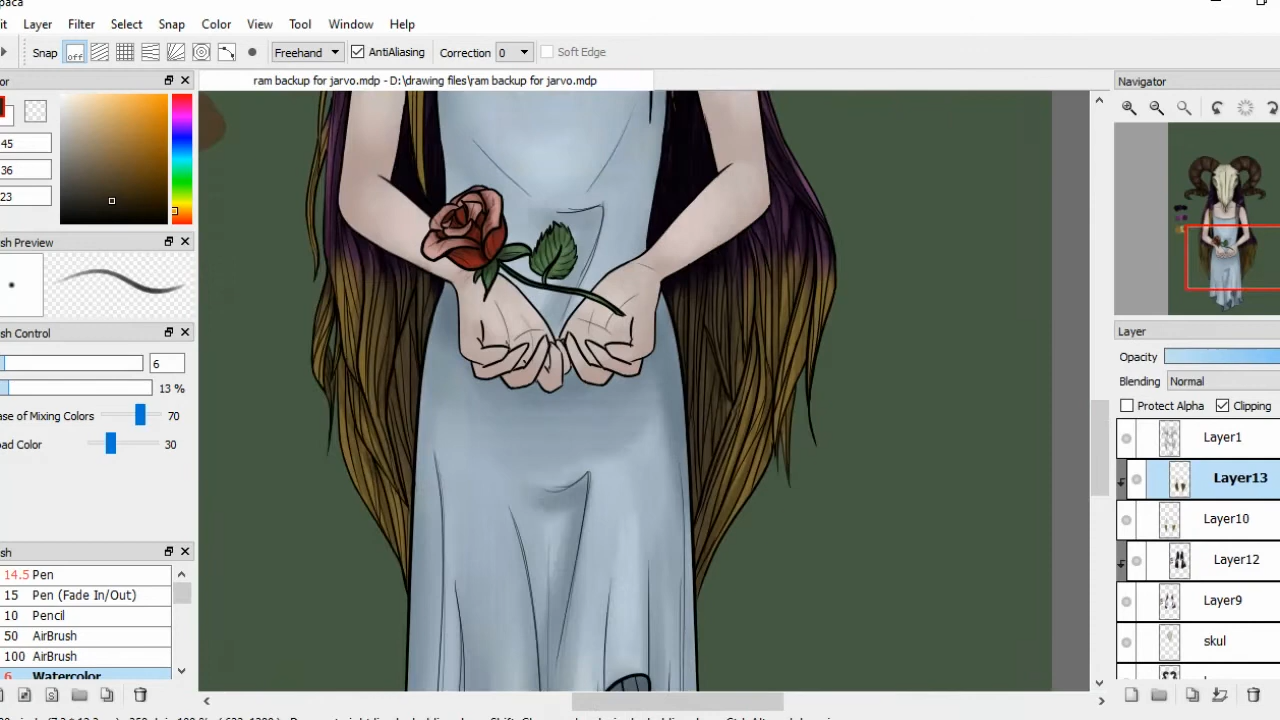 paca
it Layer Filter Select Snap Color View Tool Window Help
Snap off Freehand AntiAliasing Correction 0 Soft Edge
or
ram backup for jarvo.mdp - D:\drawing files\ram backup for jarvo.mdp
Navigator
45
36
23
sh Preview
sh Control
6
13 %
ase of Mixing Colors 70
oad Color 30
sh
14.5 Pen
15 Pen (Fade In/Out)
10 Pencil
50 AirBrush
100 AirBrush
6 Watercolor
Layer
Opacity
Blending Normal
Protect Alpha Clipping
Layer1
Layer13
Layer10
Layer12
Layer9
skul